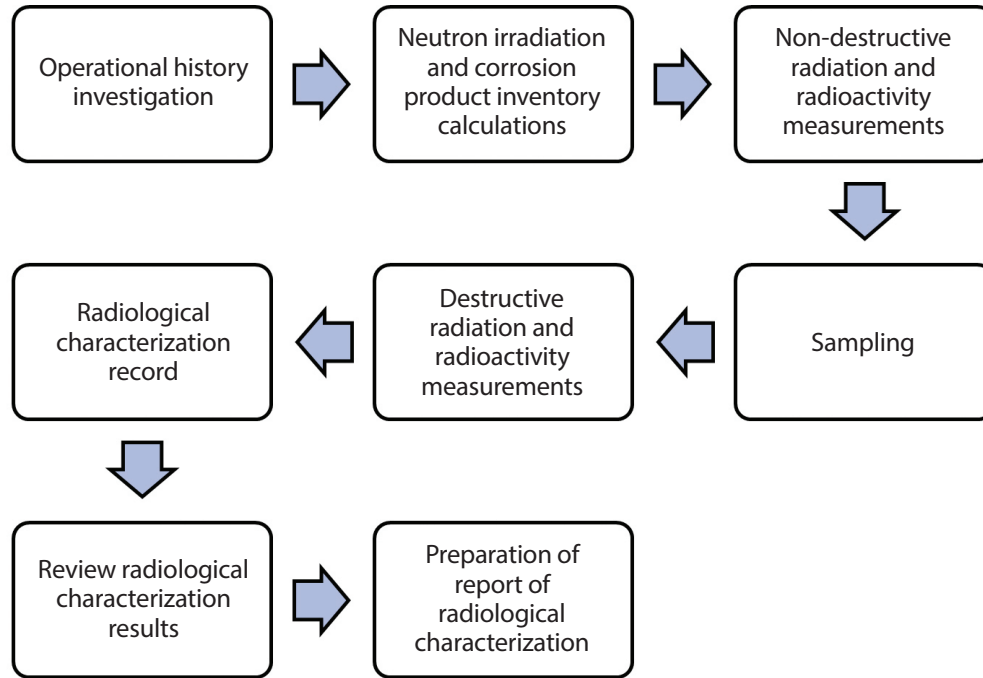 Operational history
investigation
Neutron irradiation
and corrosion
product inventory
calculations
Non-destructive
radiation and
radioactivity
measurements
Sampling
Destructive
radiation and
radioactivity
measurements
Radiological
characterization
record
Review radiological
characterization
results
Preparation of
report of
radiological
characterization